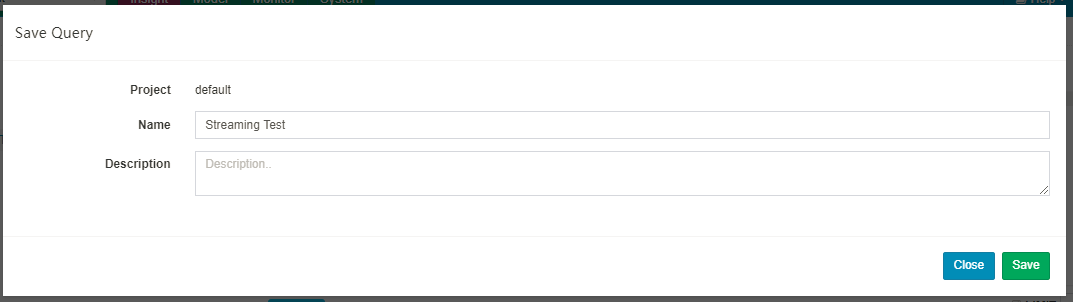 Insight Model Monitor System Help
Save Query
Project default
Name Streaming Test
Description Description..
Close Save